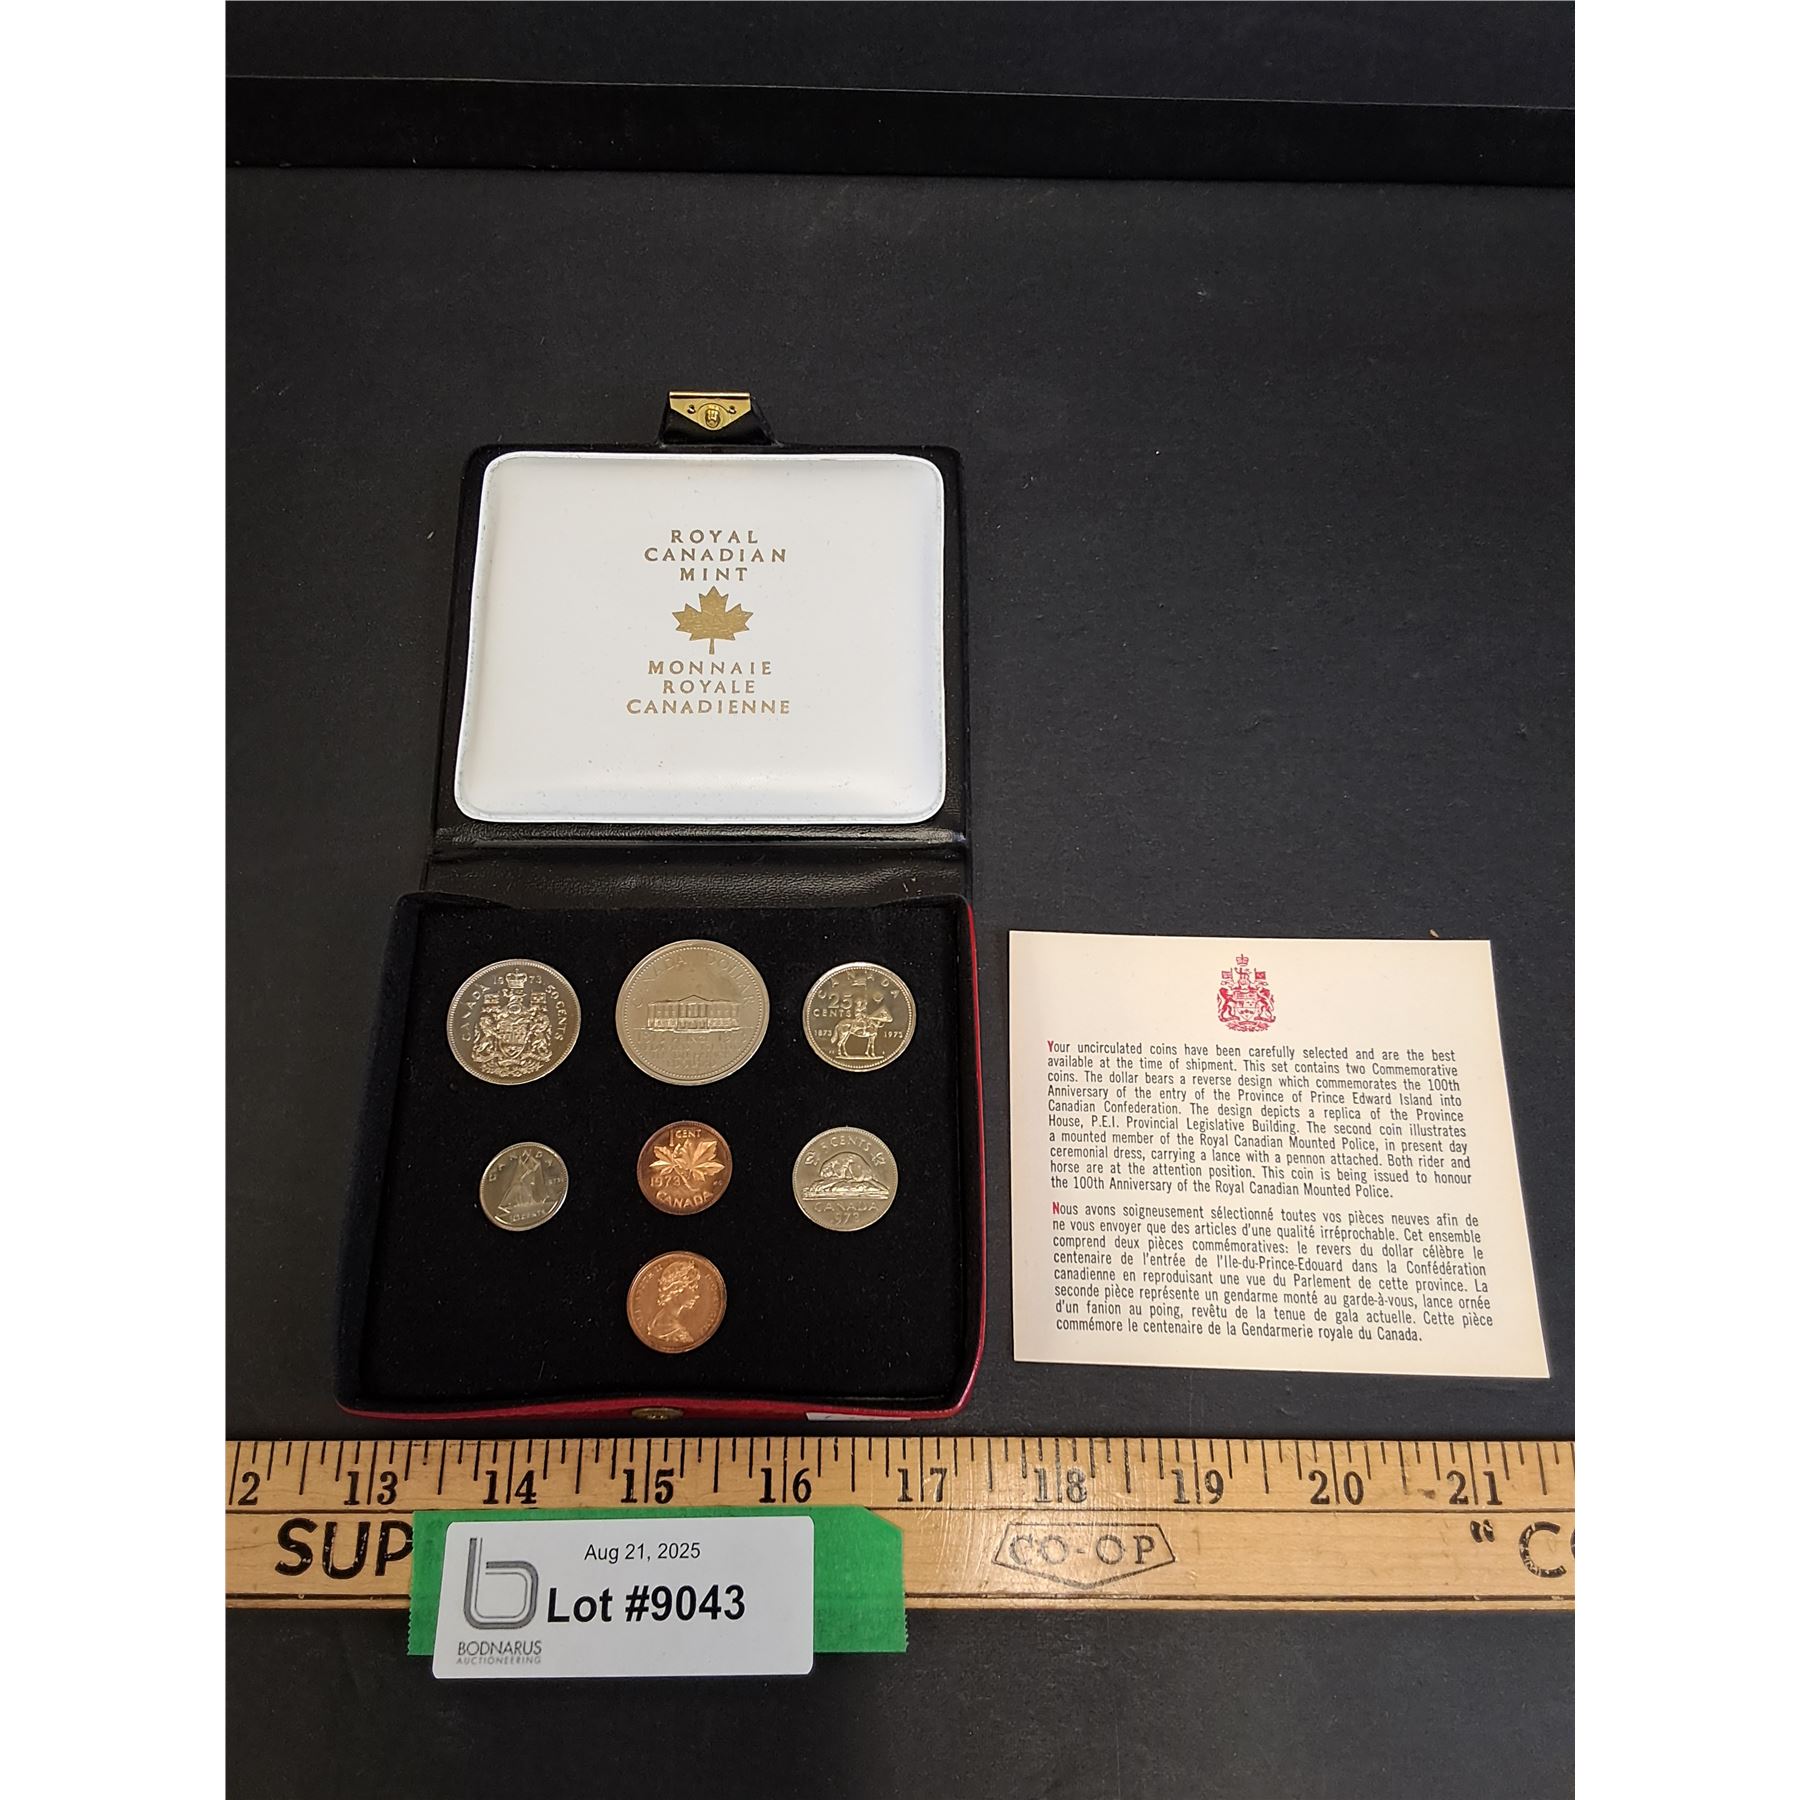 ROYAL
CANADIAN
MINT
MONNAIE
ROYALE
CANADIENNE
CANADA 1973 50 CENTS
CANADA DOLLAR
CANADA
25
CENTS
1873 1973
CANADA
1 CENT
1973
CANADA
5 CENTS
CANADA
1973
Your uncirculated coins have been carefully selected and are the best
available at the time of shipment. This set contains two Commemorative
coins. The dollar bears a reverse design which commemorates the 100th
Anniversary of the entry of the Province of Prince Edward Island into
Canadian Confederation. The design depicts a replica of the Province
House, P.E.I. Provincial Legislative Building. The second coin illustrates
a mounted member of the Royal Canadian Mounted Police, in present day
ceremonial dress, carrying a lance with a pennon attached. Both rider and
horse are at the attention position. This coin is being issued to honour
the 100th Anniversary of the Royal Canadian Mounted Police.
Nous avons soigneusement sélectionné toutes vos pièces neuves afin de
ne vous envoyer que des articles d'une qualité irréprochable. Cet ensemble
comprend deux pièces commémoratives: le revers du dollar célèbre le
centenaire de l'entrée de l'Ile-du-Prince-Edouard dans la Confédération
canadienne en reproduisant une vue du Parlement de cette province. La
seconde pièce représente un gendarme monté au garde-à-vous, lance ornée
d'un fanion au poing, revêtu de la tenue de gala actuelle. Cette pièce
commémore le centenaire de la Gendarmerie royale du Canada.
2 13 14 15 16 17 18 19 20 21
SUP CO-OP "C
Aug 21, 2025
Lot #9043
BODNARUS
AUCTIONEERING